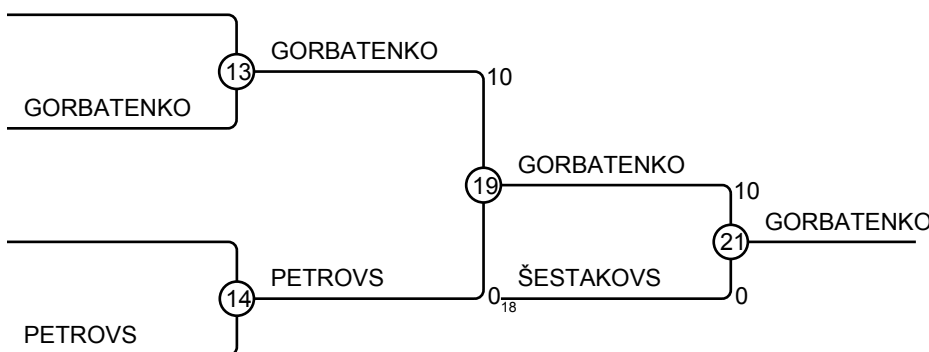 GORBATENKO
13
10
GORBATENKO
GORBATENKO
19
10
GORBATENKO
21
PETROVS
ŠESTAKOVS
14
0
18
0
PETROVS